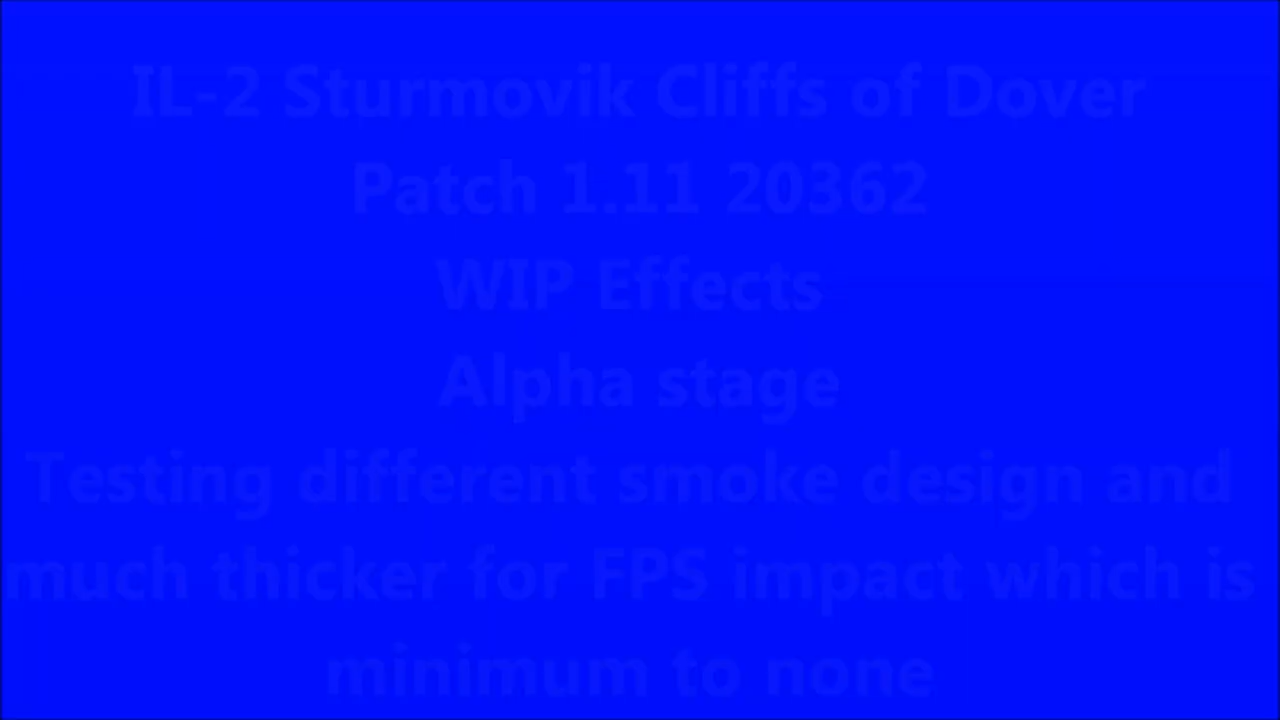 IL-2 Sturmovik Cliffs of Dover
Patch 1.11 20362
WIP Effects
Alpha stage
Testing different smoke design and
much thicker for FPS impact which is
minimum to none